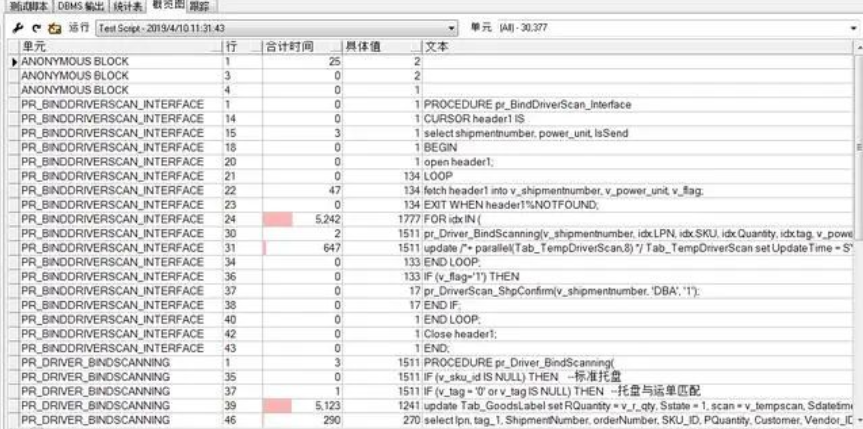 测试脚本 DBMS 输出 统计表 概览图 跟踪
运行 Test Script - 2019/4/10 11:31:43 单元 [All] - 30,377
单元 行 合计时间 具体值 文本
ANONYMOUS BLOCK 1 25 2
ANONYMOUS BLOCK 3 0 2
ANONYMOUS BLOCK 4 0 1
PR_BINDDRIVERSCAN_INTERFACE 1 0 1 PROCEDURE pr_BindDriverScan_Interface
PR_BINDDRIVERSCAN_INTERFACE 14 0 1 CURSOR header1 IS
PR_BINDDRIVERSCAN_INTERFACE 15 3 1 select shipmentnumber, power_unit, IsSend
PR_BINDDRIVERSCAN_INTERFACE 18 0 1 BEGIN
PR_BINDDRIVERSCAN_INTERFACE 20 0 1 open header1;
PR_BINDDRIVERSCAN_INTERFACE 21 0 134 LOOP
PR_BINDDRIVERSCAN_INTERFACE 22 47 134 fetch header1 into v_shipmentnumber, v_power_unit, v_flag;
PR_BINDDRIVERSCAN_INTERFACE 23 0 134 EXIT WHEN header1%NOTFOUND;
PR_BINDDRIVERSCAN_INTERFACE 24 5,242 1777 FOR idx IN (
PR_BINDDRIVERSCAN_INTERFACE 30 2 1511 pr_Driver_BindScanning(v_shipmentnumber, idx.LPN, idx.SKU, idx.Quantity, idx.tag, v_powe
PR_BINDDRIVERSCAN_INTERFACE 31 647 1511 update /*+ parallel(Tab_TempDriverScan,8) */ Tab_TempDriverScan set UpdateTime = S
PR_BINDDRIVERSCAN_INTERFACE 34 0 133 END LOOP;
PR_BINDDRIVERSCAN_INTERFACE 36 0 133 IF (v_flag='1') THEN
PR_BINDDRIVERSCAN_INTERFACE 37 0 17 pr_DriverScan_ShpConfirm(v_shipmentnumber, 'DBA', '1');
PR_BINDDRIVERSCAN_INTERFACE 38 0 17 END IF;
PR_BINDDRIVERSCAN_INTERFACE 40 0 1 END LOOP;
PR_BINDDRIVERSCAN_INTERFACE 42 0 1 Close header1;
PR_BINDDRIVERSCAN_INTERFACE 43 0 1 END;
PR_DRIVER_BINDSCANNING 1 3 1511 PROCEDURE pr_Driver_BindScanning(
PR_DRIVER_BINDSCANNING 35 0 1511 IF (v_sku_id IS NULL) THEN --标准托盘
PR_DRIVER_BINDSCANNING 37 1 1511 IF (v_tag = '0' or v_tag IS NULL) THEN --托盘与运单匹配
PR_DRIVER_BINDSCANNING 39 5,123 1241 update Tab_GoodsLabel set RQuantity = v_r_qty, Sstate = 1, scan = v_tempscan, Sdatetim
PR_DRIVER_BINDSCANNING 46 290 270 select lpn, tag_1, ShipmentNumber, orderNumber, SKU_ID, PQuantity, Customer, Vendor_I